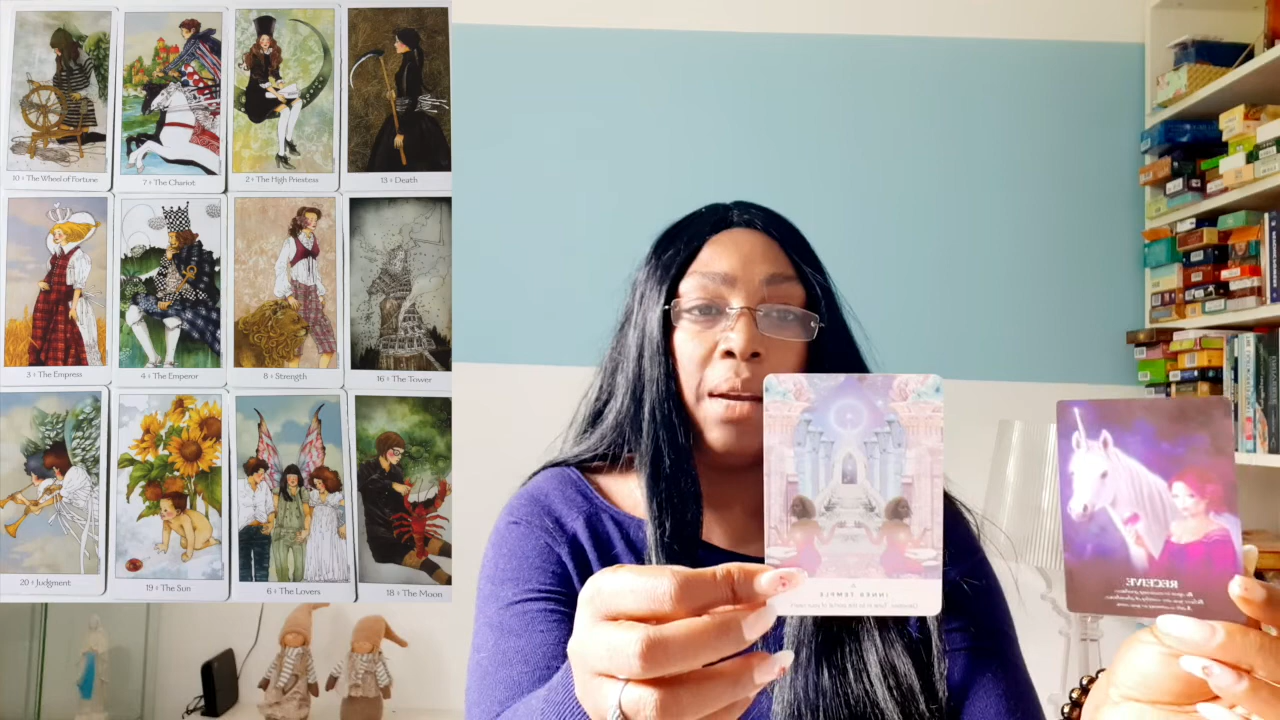 10 ♀ The Wheel of Fortune
7 ♀ The Chariot
2 ♀ The High Priestess
13 ♀ Death
3 ♀ The Empress
4 ♀ The Emperor
8 ♀ Strength
16 ♀ The Tower
20 ♀ Judgment
19 ♀ The Sun
6 ♀ The Lovers
18 ♀ The Moon
INNER TEMPLE
RECEIVE